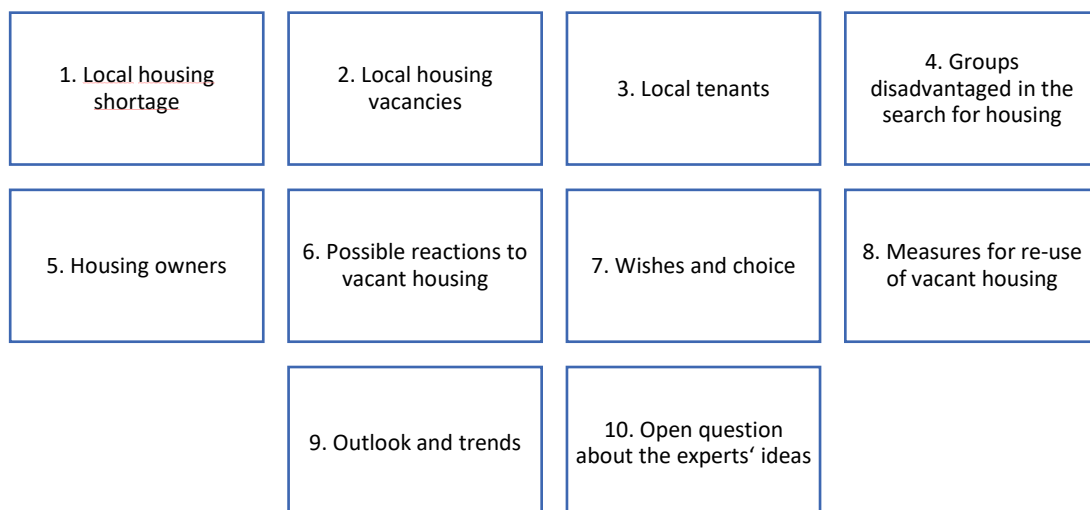 1. Local housing
shortage
2. Local housing
vacancies
3. Local tenants
4. Groups
disadvantaged in the
search for housing
5. Housing owners
6. Possible reactions to
vacant housing
7. Wishes and choice
8. Measures for re-use
of vacant housing
9. Outlook and trends
10. Open question
about the experts‘ ideas